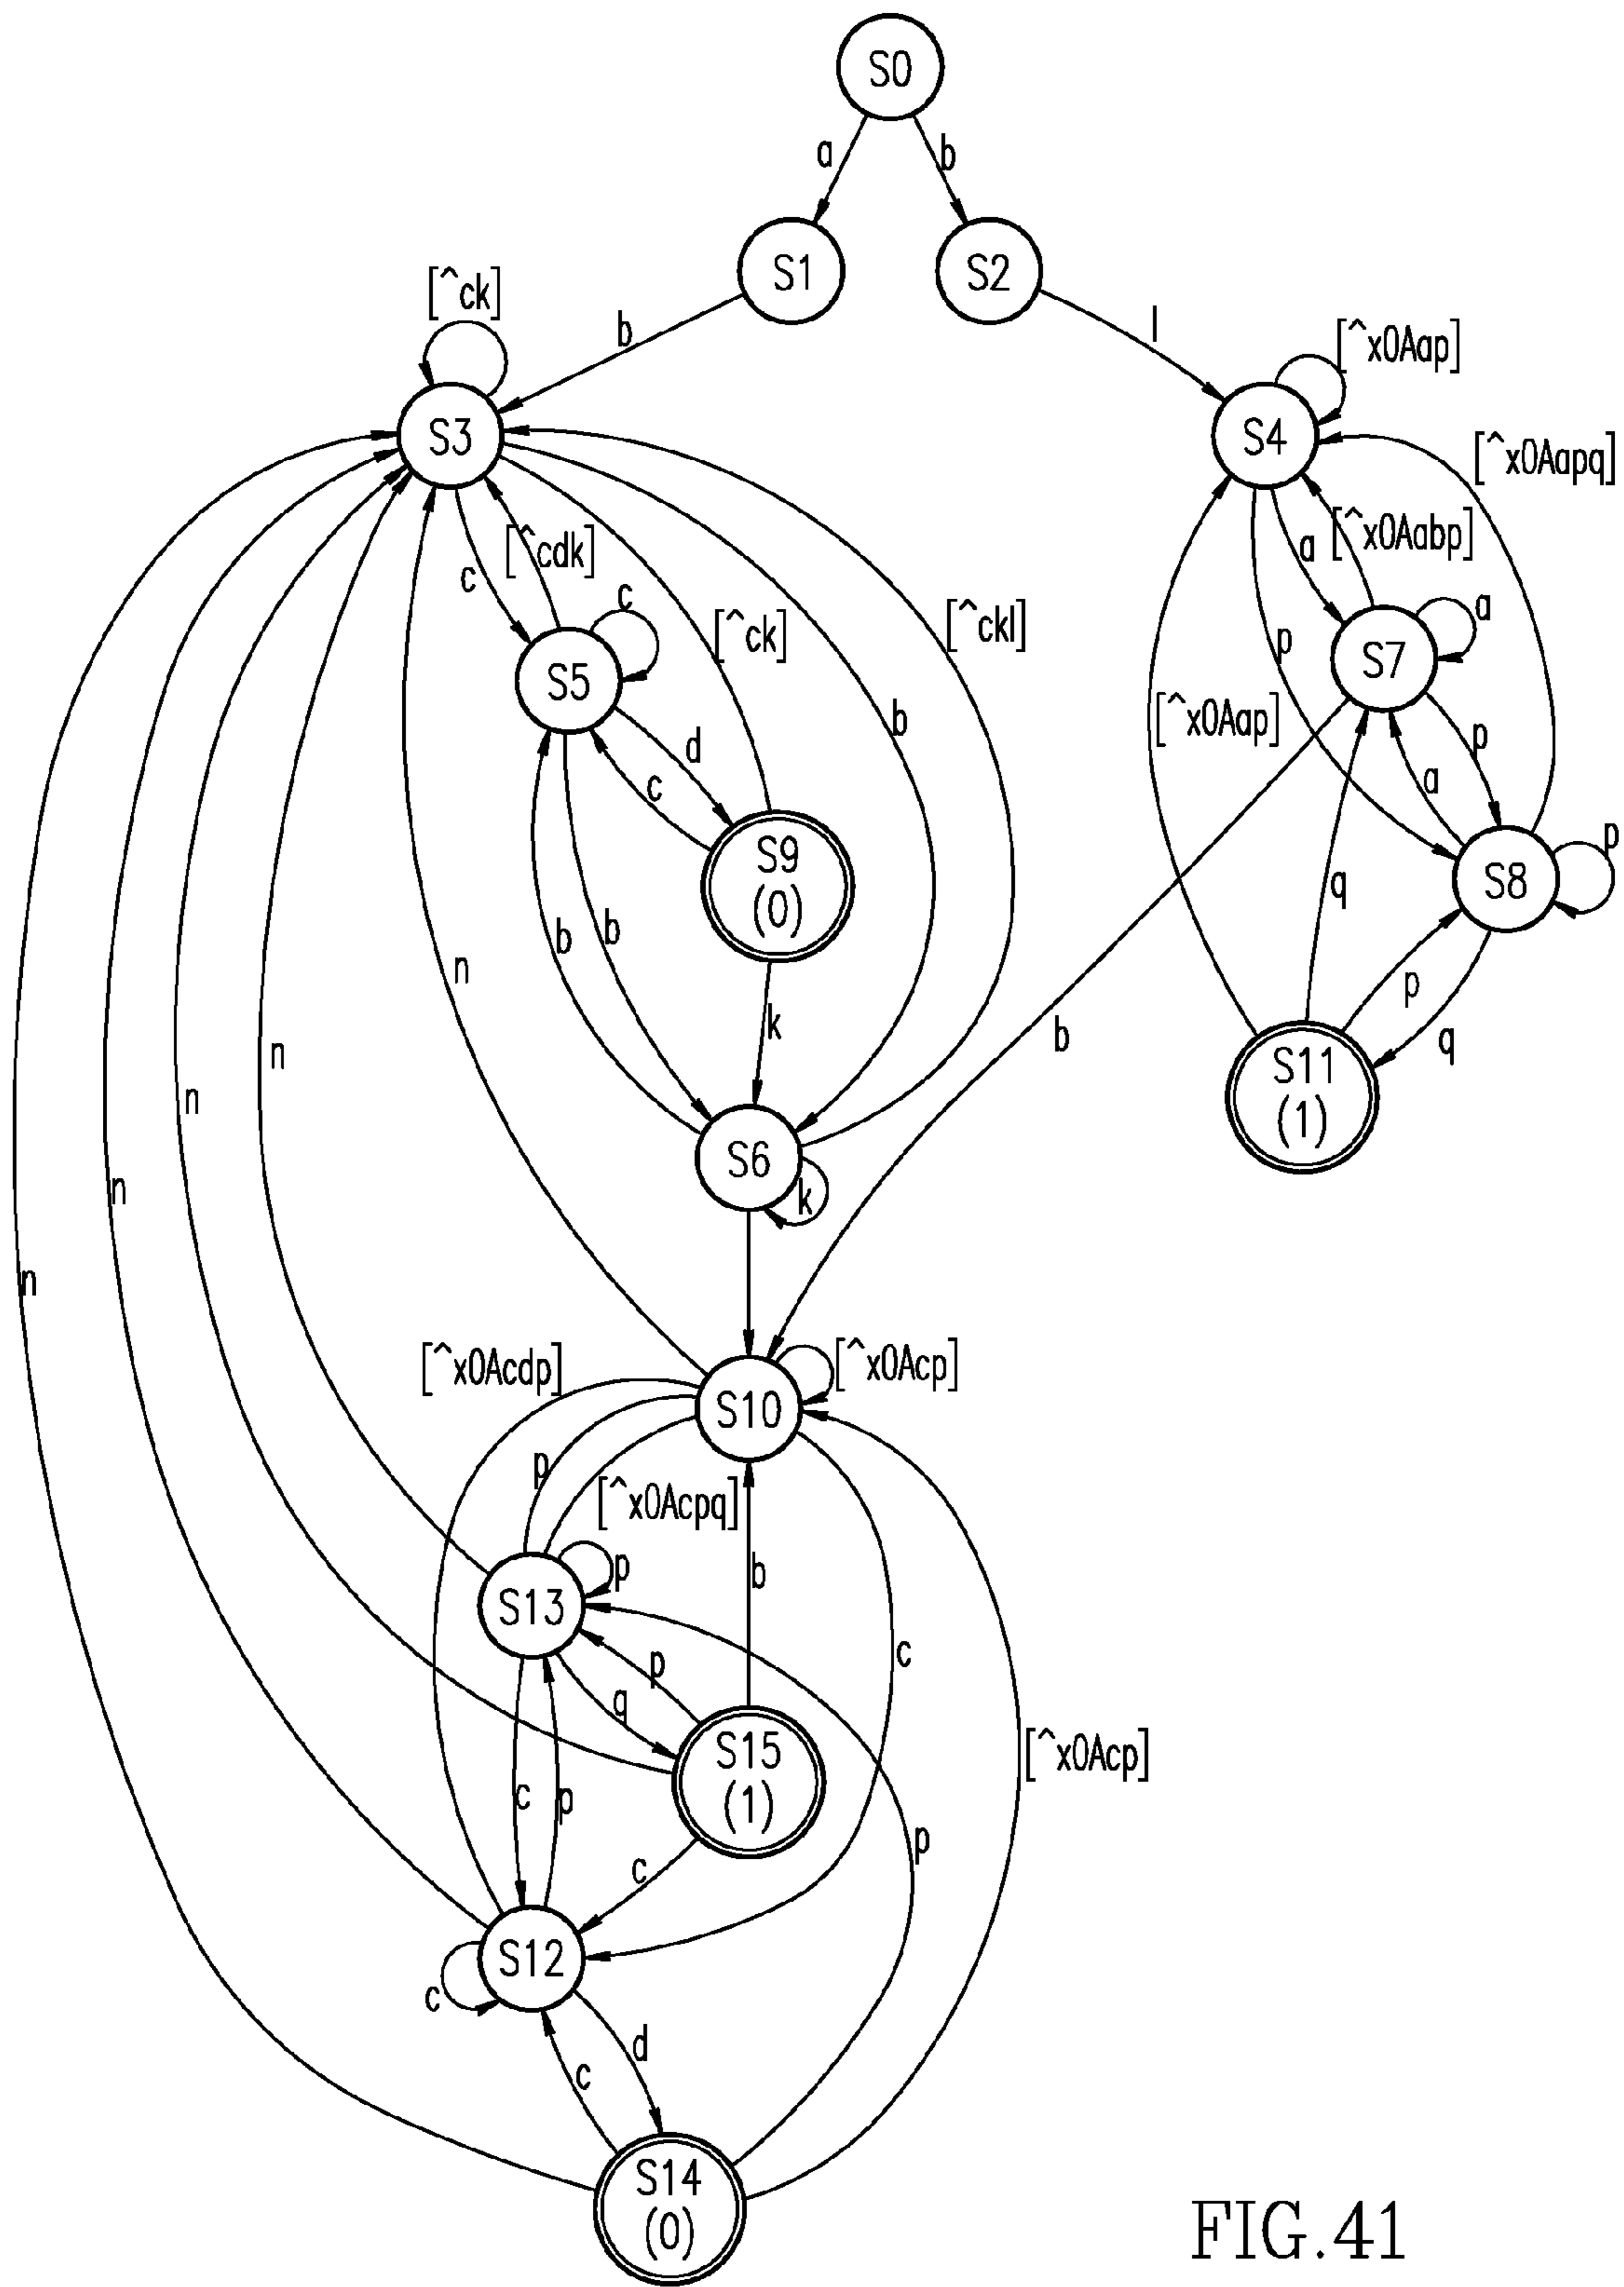 S0
a
b
S1
S2
[^ck]
b
l
[^x0Aap]
S3
S4
[^x0Aapq]
[^cdk]
c
a
[^x0Aabp]
c
[^ck]
[^ckl]
a
S5
p
S7
[^x0Aap]
b
d
p
c
a
p
S9
(0)
S8
q
b
b
n
p
k
b
q
n
S11
(1)
n
S6
n
k
n
[^x0Acdp]
[^x0Acp]
S10
p
[^x0Acpq]
p
b
S13
c
p
q
S15
(1)
[^x0Acp]
c
p
p
c
S12
c
d
c
S14
(0)
FIG.41